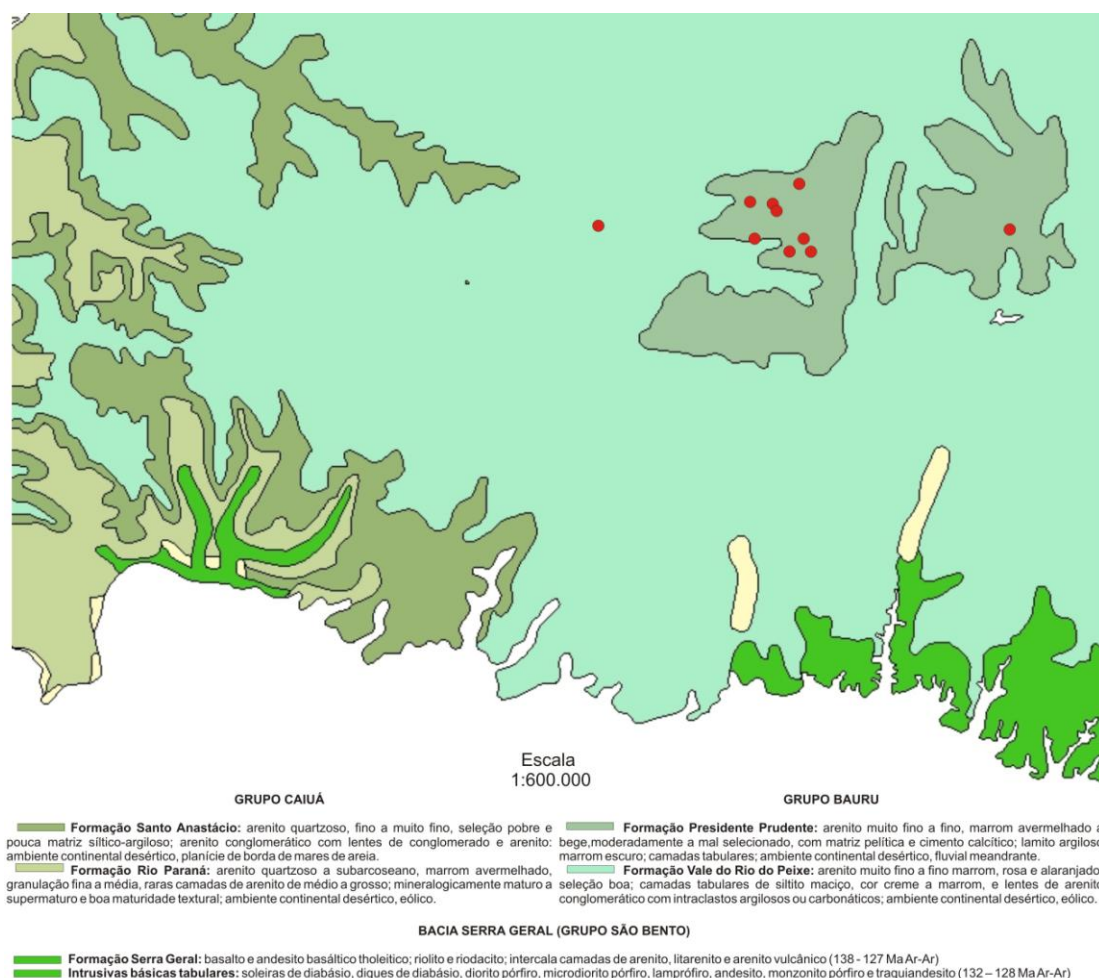 Escala
1:600.000
GRUPO CAIUÁ
Formação Santo Anastácio: arenito quartzoso, fino a muito fino, seleção pobre e
pouca matriz síltico-argiloso; arenito conglomerático com lentes de conglomerado e arenito:
ambiente continental desértico, planície de borda de mares de areia.
Formação Rio Paraná: arenito quartzoso a subarcoseano, marrom avermelhado,
granulação fina a média, raras camadas de arenito de médio a grosso; mineralogicamente maturo a
supermaturo e boa maturidade textural; ambiente continental desértico, eólico.
GRUPO BAURU
Formação Presidente Prudente: arenito muito fino a fino, marrom avermelhado a
bege,moderadamente a mal selecionado, com matriz pelítica e cimento calcítico; lamito argiloso
marrom escuro; camadas tabulares; ambiente continental desértico, fluvial meandrante.
Formação Vale do Rio do Peixe: arenito muito fino a fino marrom, rosa e alaranjado,
seleção boa; camadas tabulares de siltito maciço, cor creme a marrom, e lentes de arenito
conglomerático com intraclastos argilosos ou carbonáticos; ambiente continental desértico, eólico.
BACIA SERRA GERAL (GRUPO SÃO BENTO)
Formação Serra Geral: basalto e andesito basáltico tholeitico; riolito e riodacito; intercala camadas de arenito, litarenito e arenito vulcânico (138 - 127 Ma Ar-Ar)
Intrusivas básicas tabulares: soleiras de diabásio, diques de diabásio, diorito pórfiro, microdiorito pórfiro, lamprófiro, andesito, monzonito pórfiro e traquiandesito (132 – 128 Ma Ar-Ar)